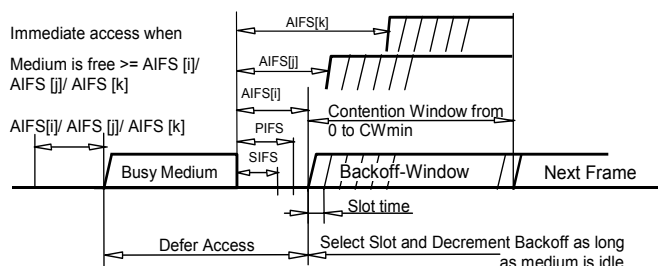 AIFS[k]
Immediate access when
Medium is free >= AIFS [i]/
AIFS [j]/ AIFS [k]
AIFS[j]
AIFS[i]
AIFS[i]/ AIFS [j]/ AIFS [k]
PIFS
SIFS
Contention Window from
0 to CWmin
Busy Medium
Backoff-Window
Next Frame
Slot time
Defer Access
Select Slot and Decrement Backoff as long
as medium is idle